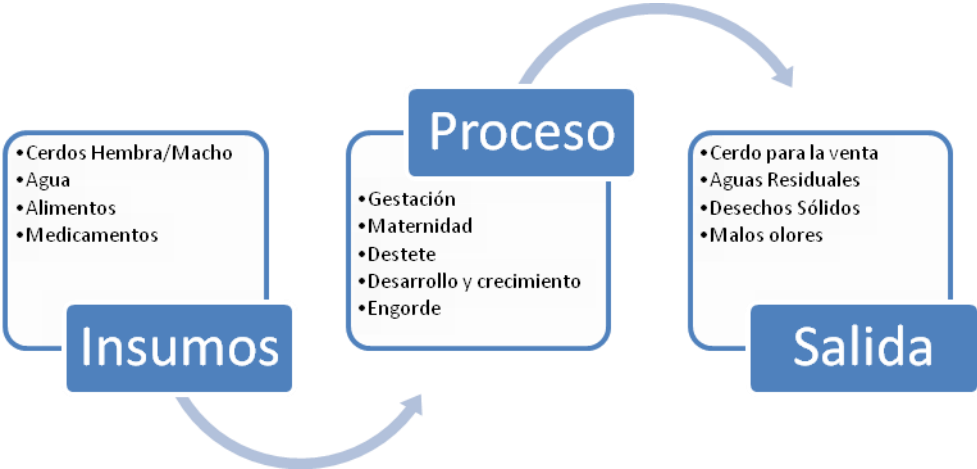 •Cerdos Hembra/Macho
•Agua
•Alimentos
•Medicamentos
Insumos
Proceso
•Gestación
•Maternidad
•Destete
•Desarrollo y crecimiento
•Engorde
•Cerdo para la venta
•Aguas Residuales
•Desechos Sólidos
•Malos olores
Salida